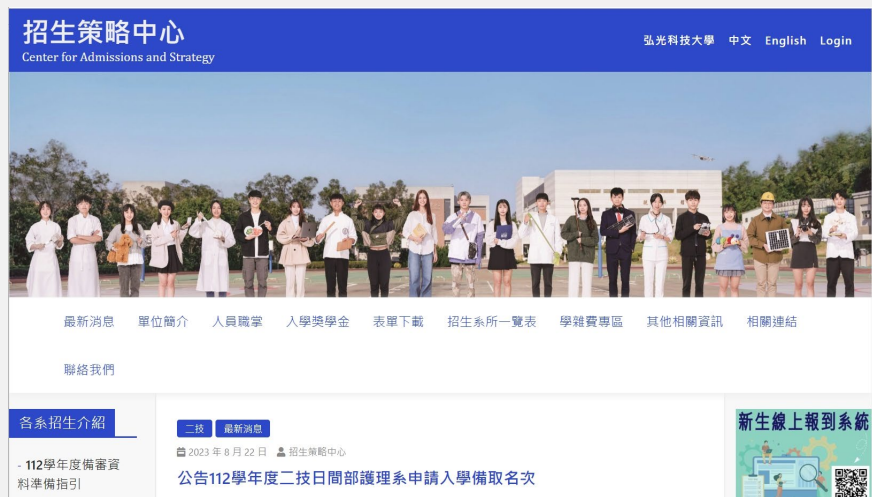 招生策略中心
Center for Admissions and Strategy
弘光科技大學 中文 English Login
最新消息 單位簡介 人員職掌 入學獎學金 表單下載 招生系所一覽表 學雜費專區 其他相關資訊 相關連結
聯絡我們
各系招生介紹
- 112學年度備審資
料準備指引
二技 最新消息
2023 年 8 月 22 日 招生策略中心
公告112學年度二技日間部護理系申請入學備取名次
新生線上報到系統